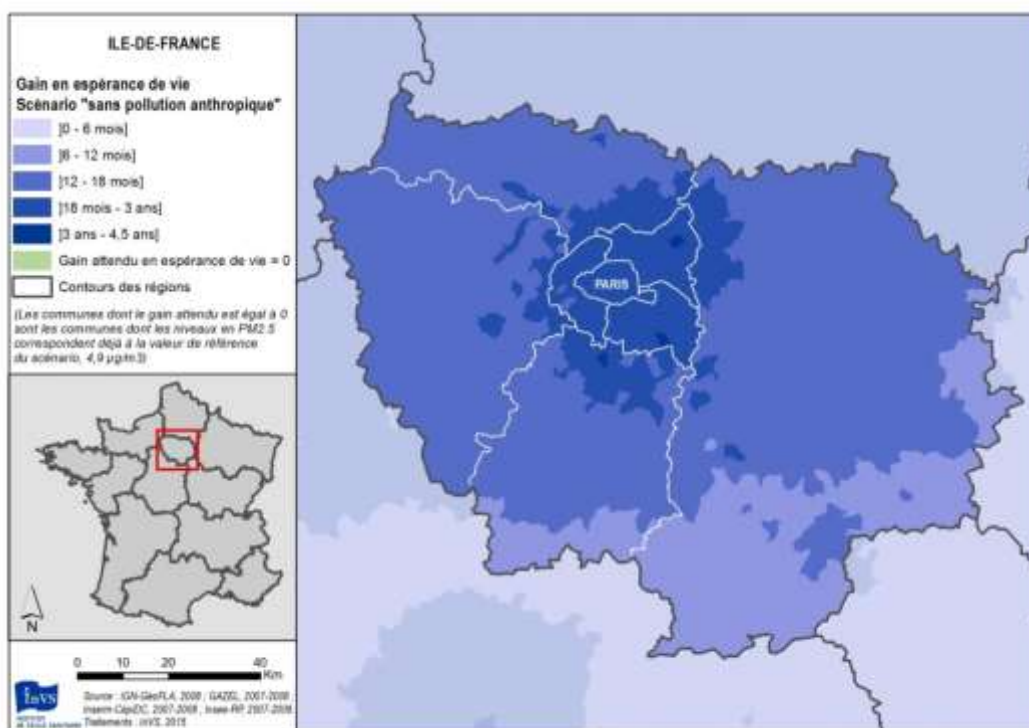 ILE-DE-FRANCE
Gain en espérance de vie
Scénario "sans pollution anthropique"
]0 - 6 mois]
]6 - 12 mois]
]12 - 18 mois]
]18 mois - 3 ans]
]3 ans - 4,5 ans]
Gain attendu en espérance de vie = 0
Contours des régions
(Les communes dont le gain attendu est égal à 0
sont les communes dont les niveaux en PM2.5
correspondent déjà à la valeur de référence
du scénario, 4,9 µg/m3)
PARIS
N
0 10 20 40
Km
InVS
Source : IGN-GéoFLA, 2008 ; GAZEL, 2007-2008
Inserm-CépiDC, 2007-2008 ; Insee-RP, 2007-2008.
Traitements : InVS, 2015